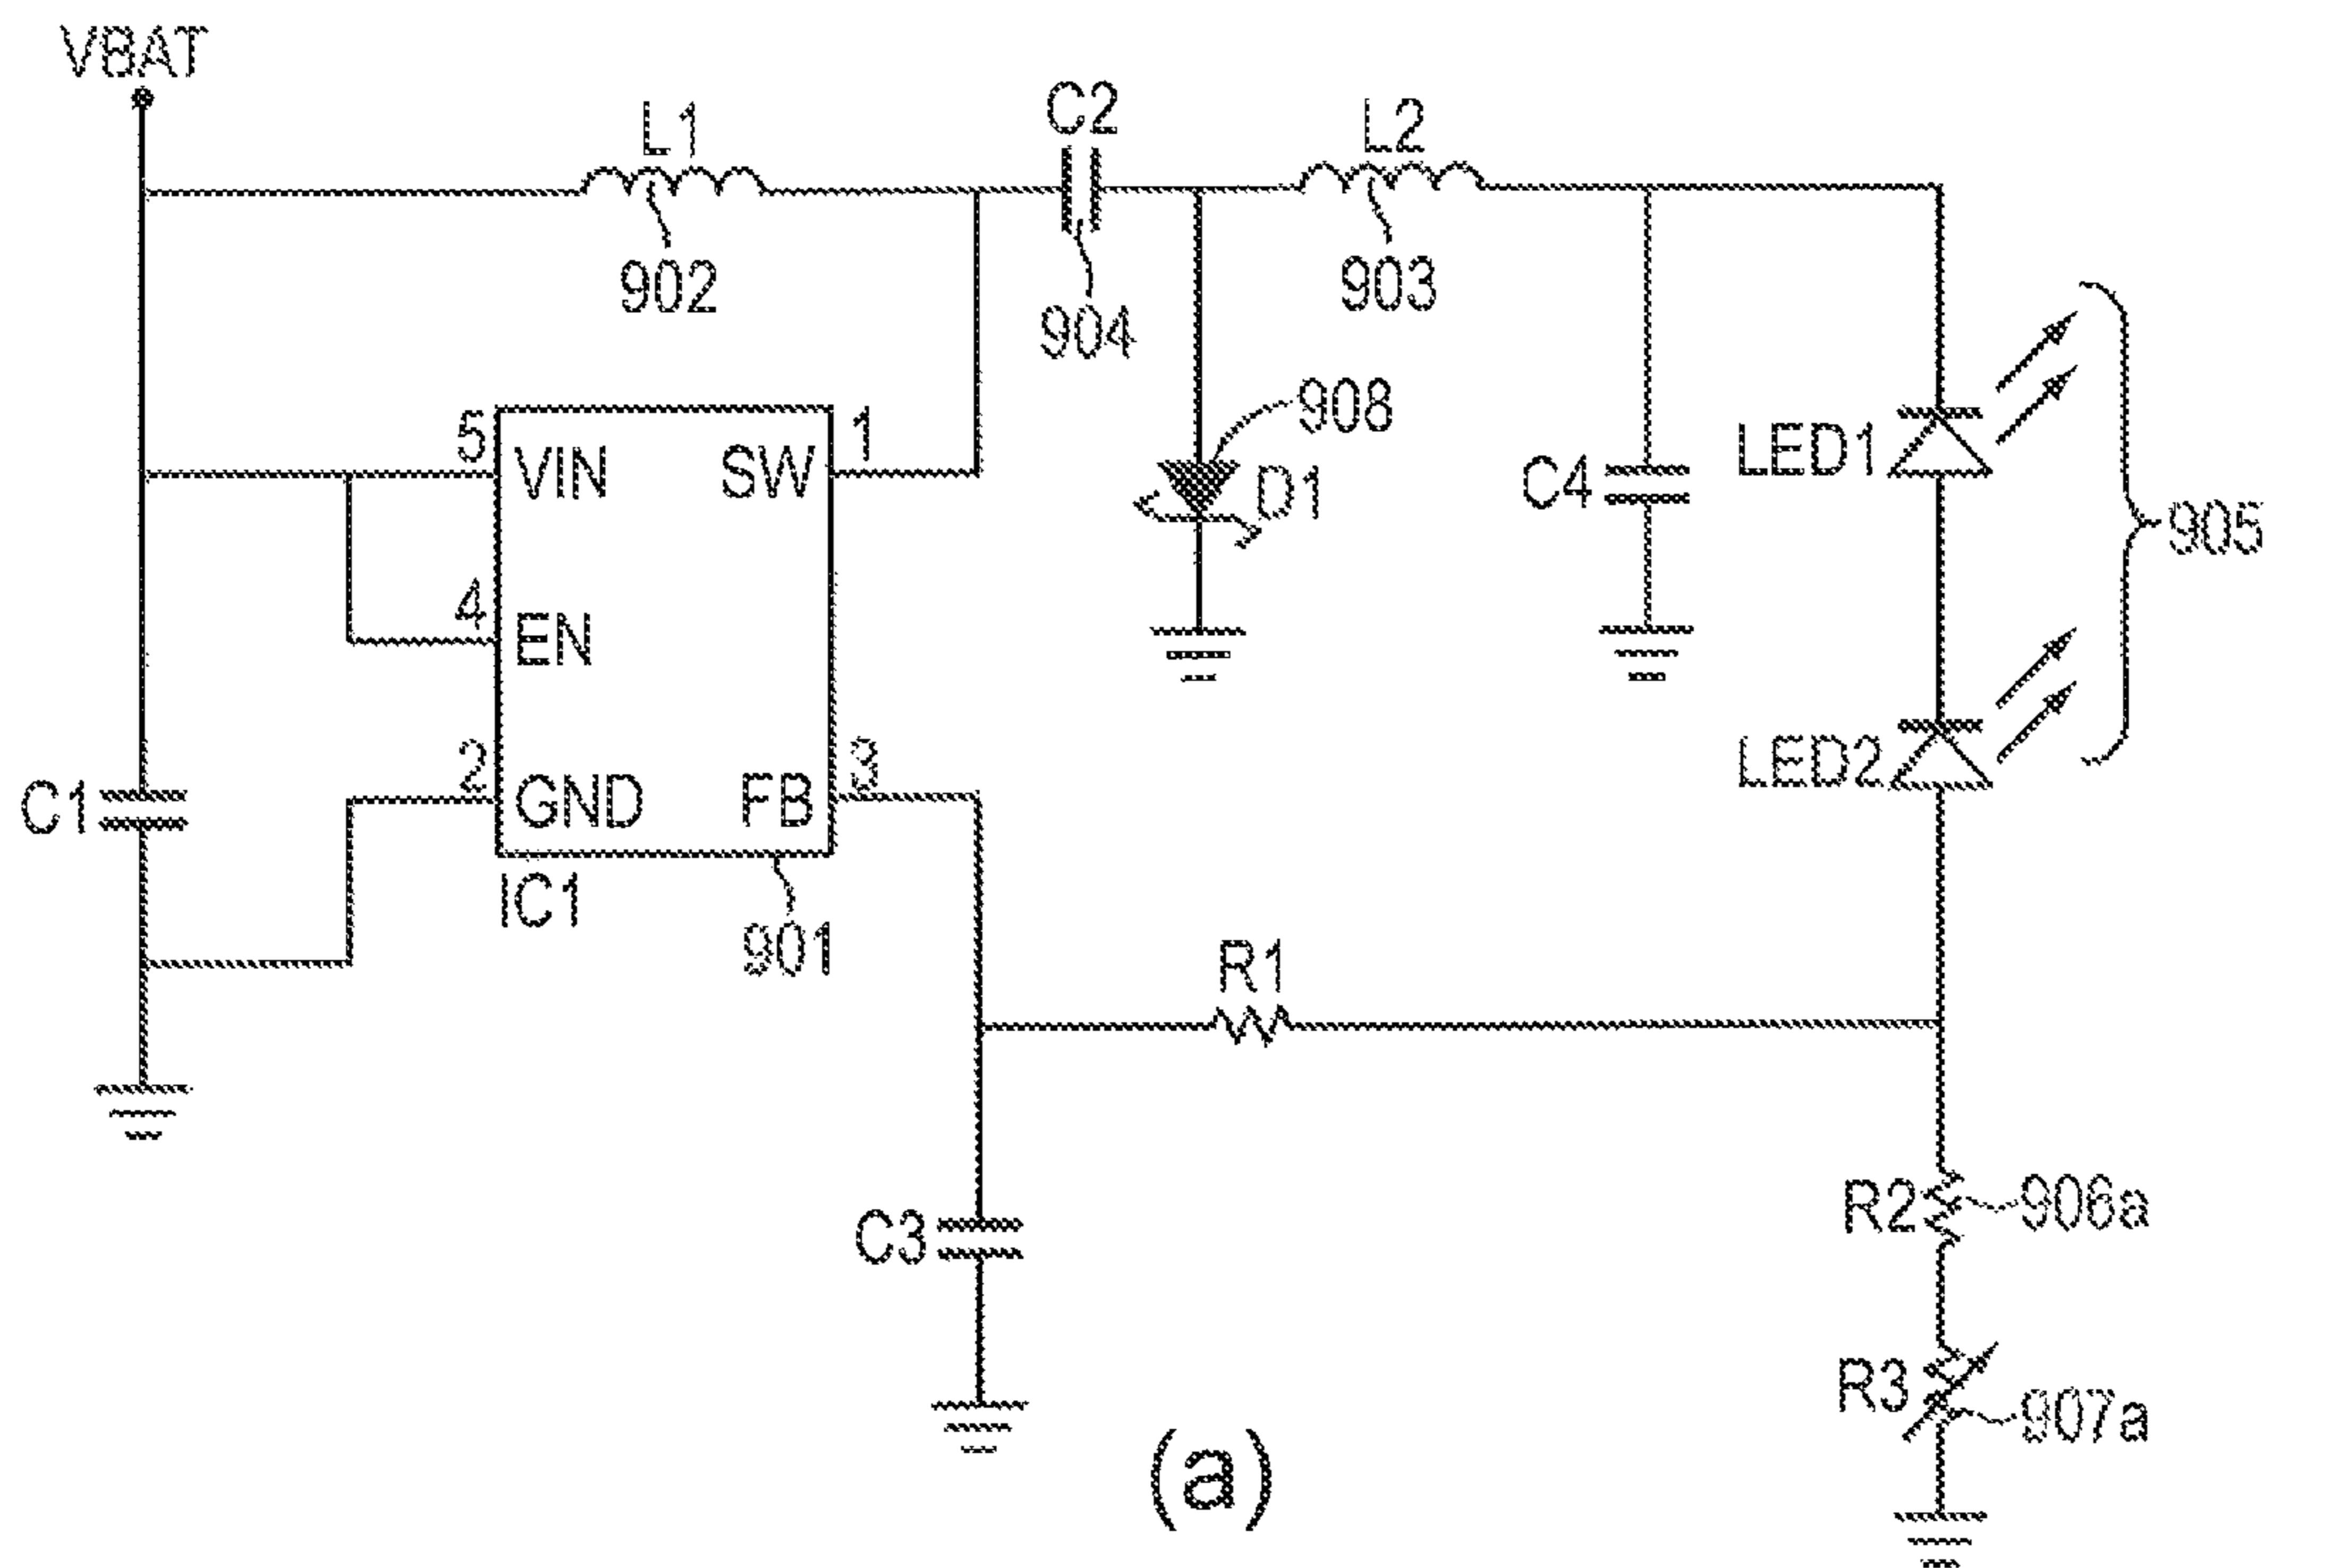 VBAT
L1
C2
L2
902
903
904
908
5
1
VIN
SW
D1
C4
LED1
905
4
EN
2
3
LED2
C1
GND
FB
IC1
901
R1
R2
906a
C3
R3
907a
(a)